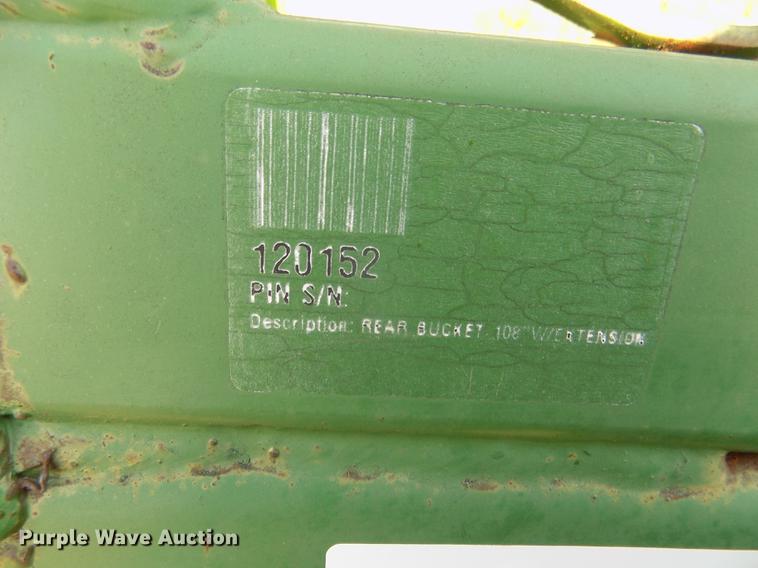 120152
PIN S/N:
Description: REAR BUCKET 108" W/EXTENSION
Purple Wave Auction